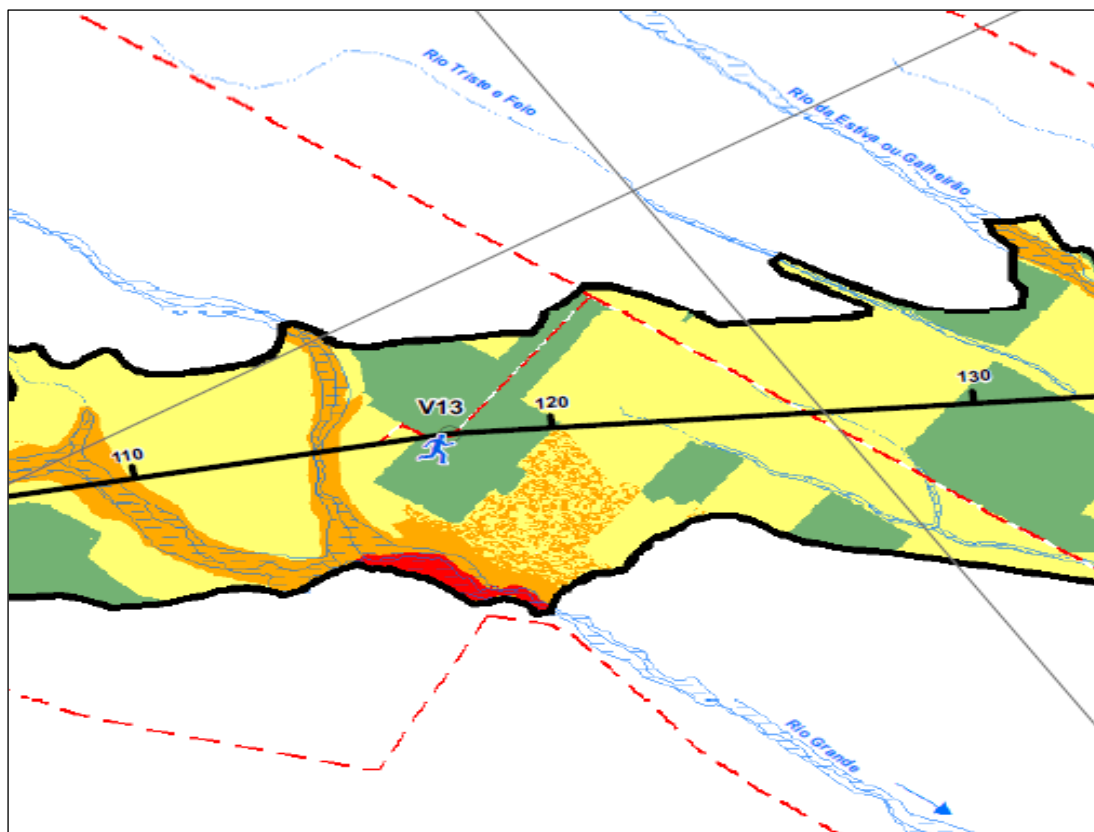 Rio Triste e Feio
Rio da Estiva ou Galheirão
130
V13
120
110
Rio Grande